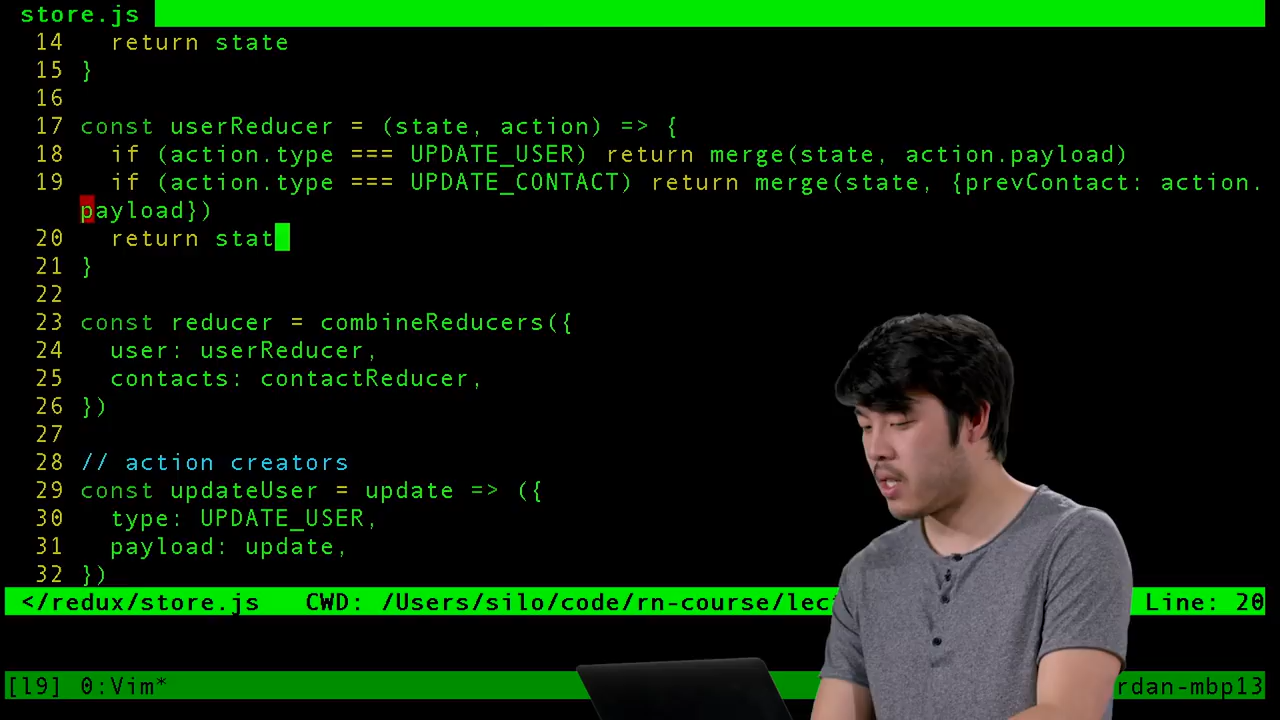 store.js
14 return state
15 }
16
17 const userReducer = (state, action) => {
18 if (action.type === UPDATE_USER) return merge(state, action.payload)
19 if (action.type === UPDATE_CONTACT) return merge(state, {prevContact: action.
payload})
20 return stat
21 }
22
23 const reducer = combineReducers({
24 user: userReducer,
25 contacts: contactReducer,
26 })
27
28 // action creators
29 const updateUser = update => ({
30 type: UPDATE_USER,
31 payload: update,
32 })
</redux/store.js CWD: /Users/silo/code/rn-course/lec Line: 20
[l9] 0:Vim* rdan-mbp13